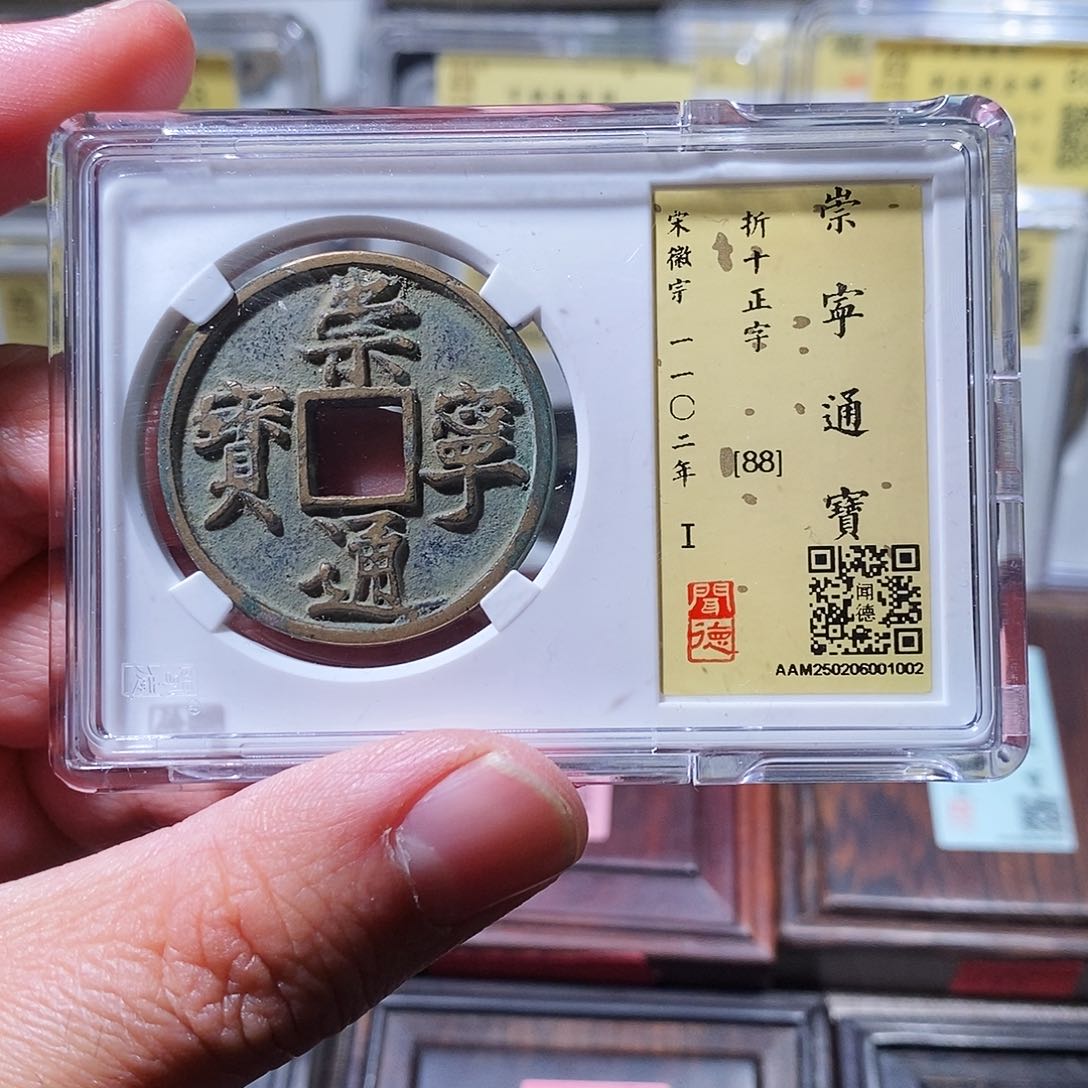 崇
寧
通
寳
崇寧通寶
折十正字
[88]
宋徽宗 一一〇二年 I
聞德
闻德
AAM250206001002